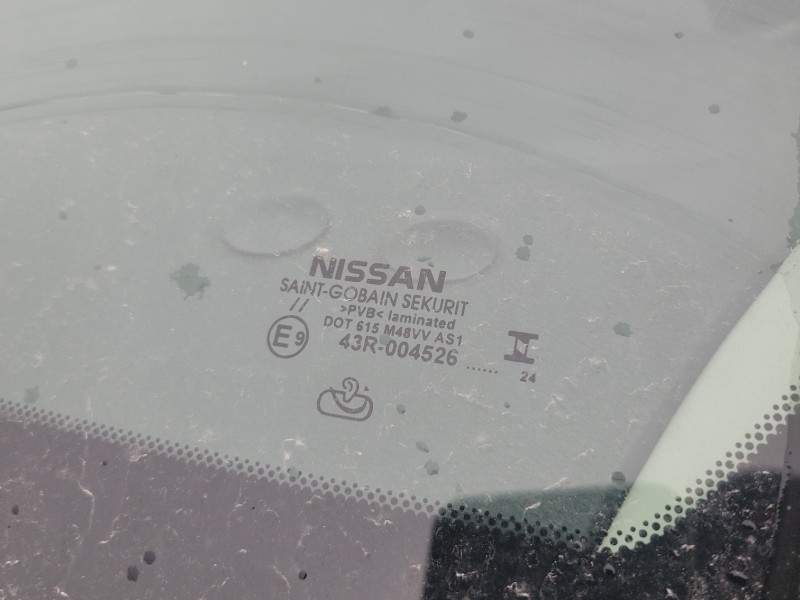 NISSAN
SAINT-GOBAIN SEKURIT
>PVB< laminated
//
DOT 615 M48VV AS1
E9
43R-004526
......
24